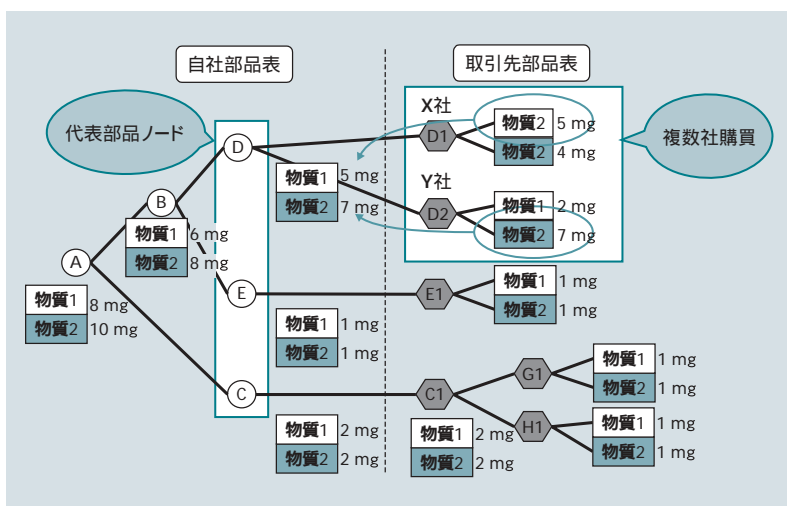 自社部品表
取引先部品表
代表部品ノード
複数社購買
X社
D1
物質2 5 mg
物質2 4 mg
D
物質1 5 mg
物質2 7 mg
Y社
D2
物質1 2 mg
物質2 7 mg
B
物質1 6 mg
物質2 8 mg
A
物質1 8 mg
物質2 10 mg
E
物質1 1 mg
物質2 1 mg
E1
物質1 1 mg
物質2 1 mg
C
物質1 2 mg
物質2 2 mg
C1
物質1 2 mg
物質2 2 mg
G1
物質1 1 mg
物質2 1 mg
H1
物質1 1 mg
物質2 1 mg